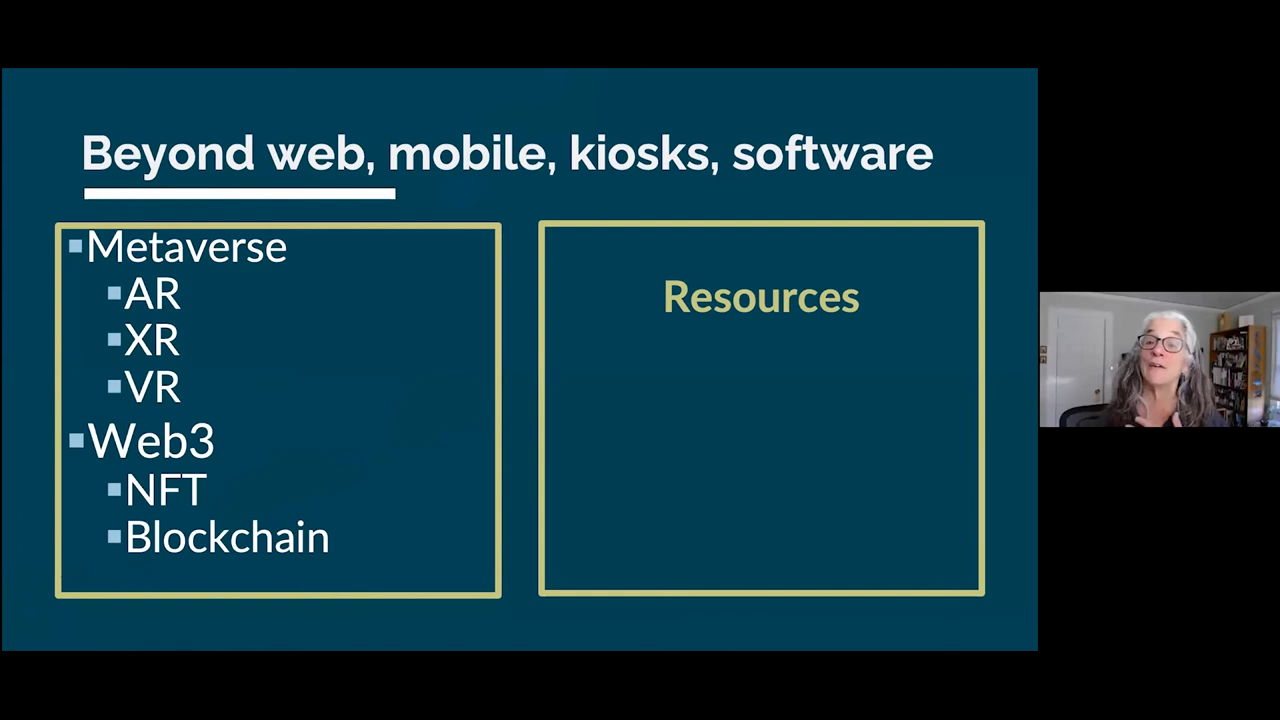 Beyond web, mobile, kiosks, software
Metaverse
AR
XR
VR
Web3
NFT
Blockchain
Resources